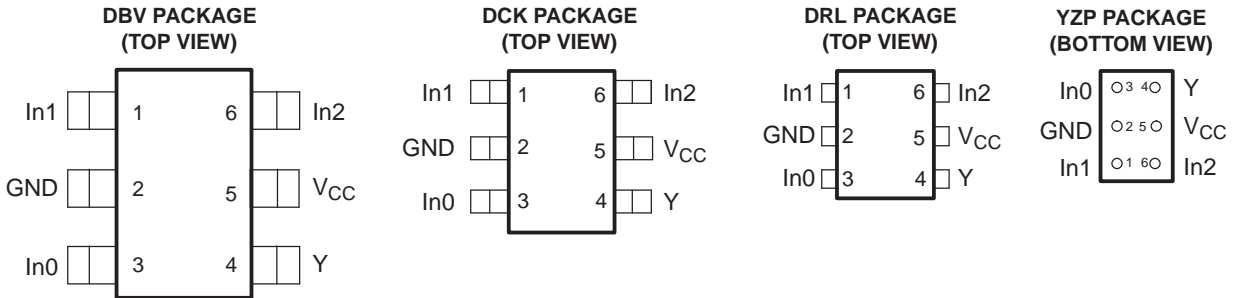 DBV PACKAGE
(TOP VIEW)
In1 1 6 In2
GND 2 5 VCC
In0 3 4 Y
DCK PACKAGE
(TOP VIEW)
In1 1 6 In2
GND 2 5 VCC
In0 3 4 Y
DRL PACKAGE
(TOP VIEW)
In1 1 6 In2
GND 2 5 VCC
In0 3 4 Y
YZP PACKAGE
(BOTTOM VIEW)
In0 3 4 Y
GND 2 5 VCC
In1 1 6 In2